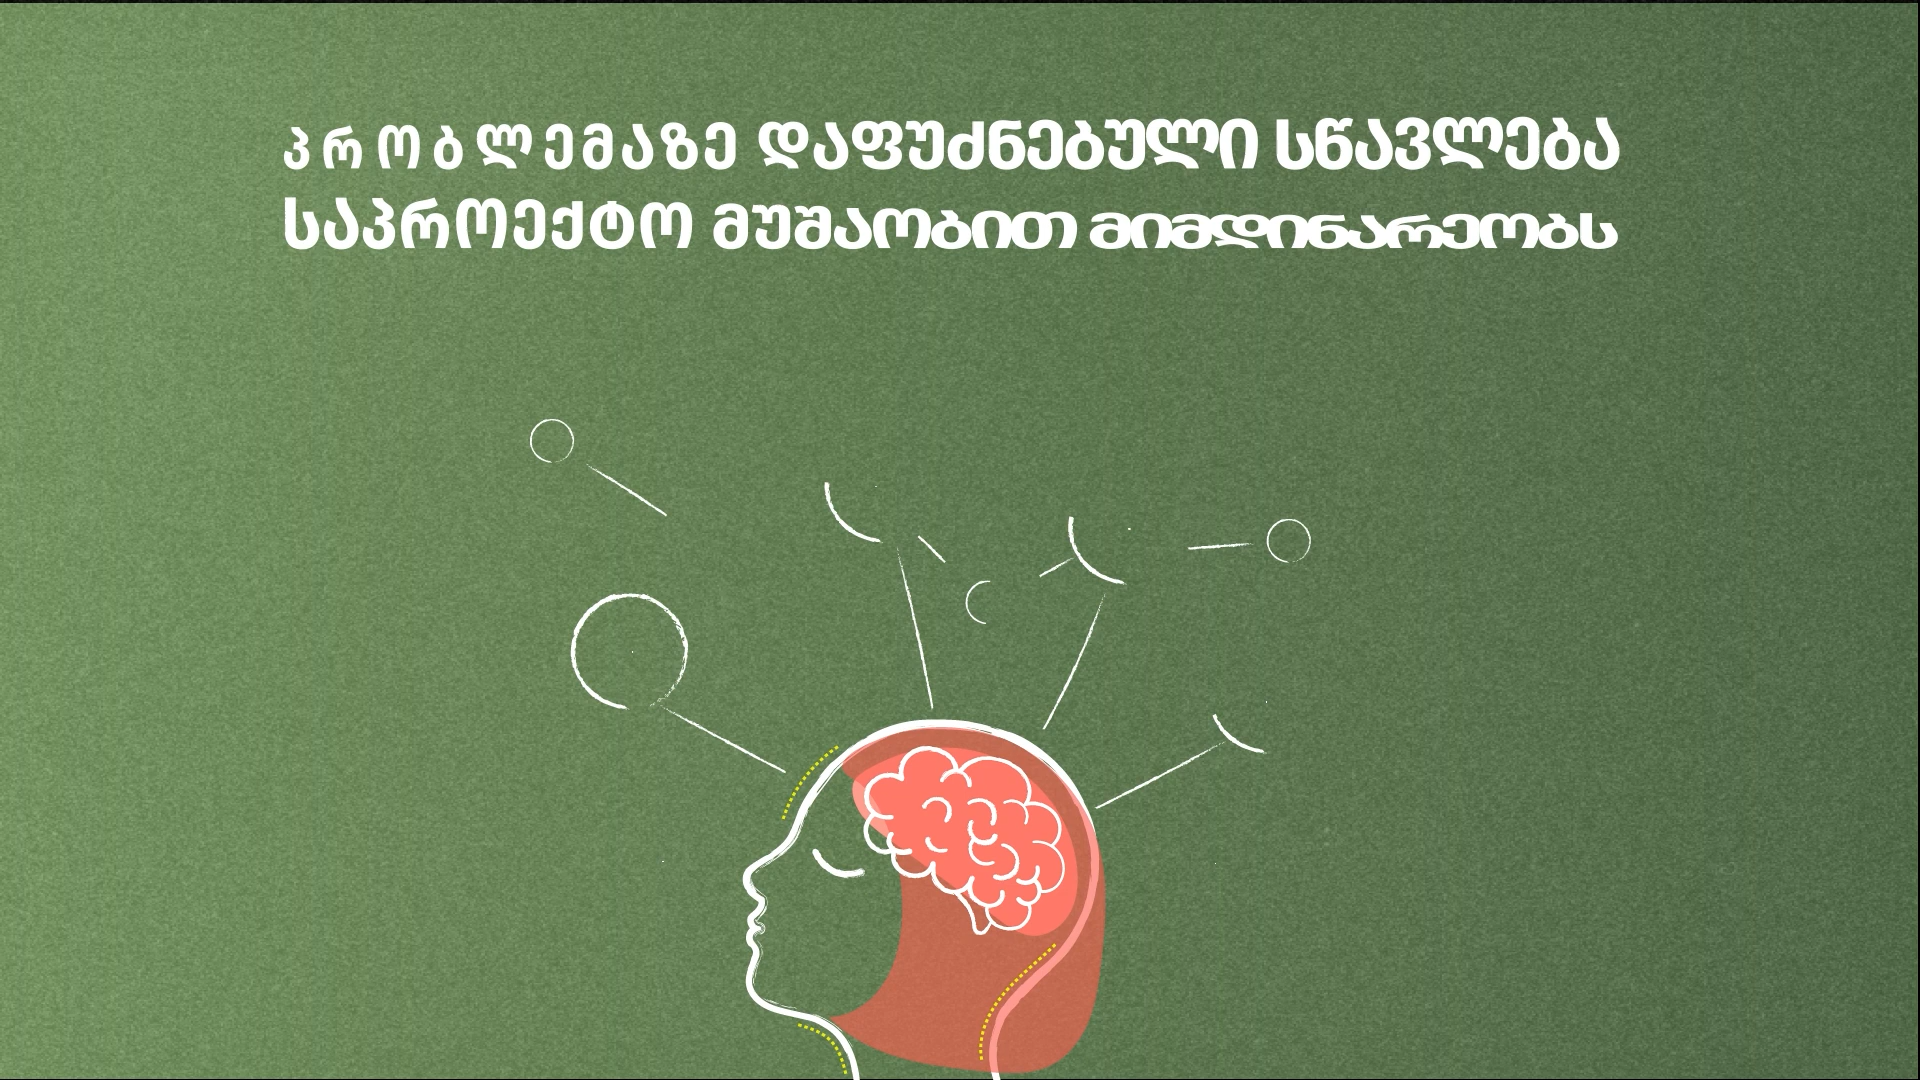 პრობლემაზე დაფუძნებული სწავლება
საპროექტო მუშაობით მიმდინარეობს